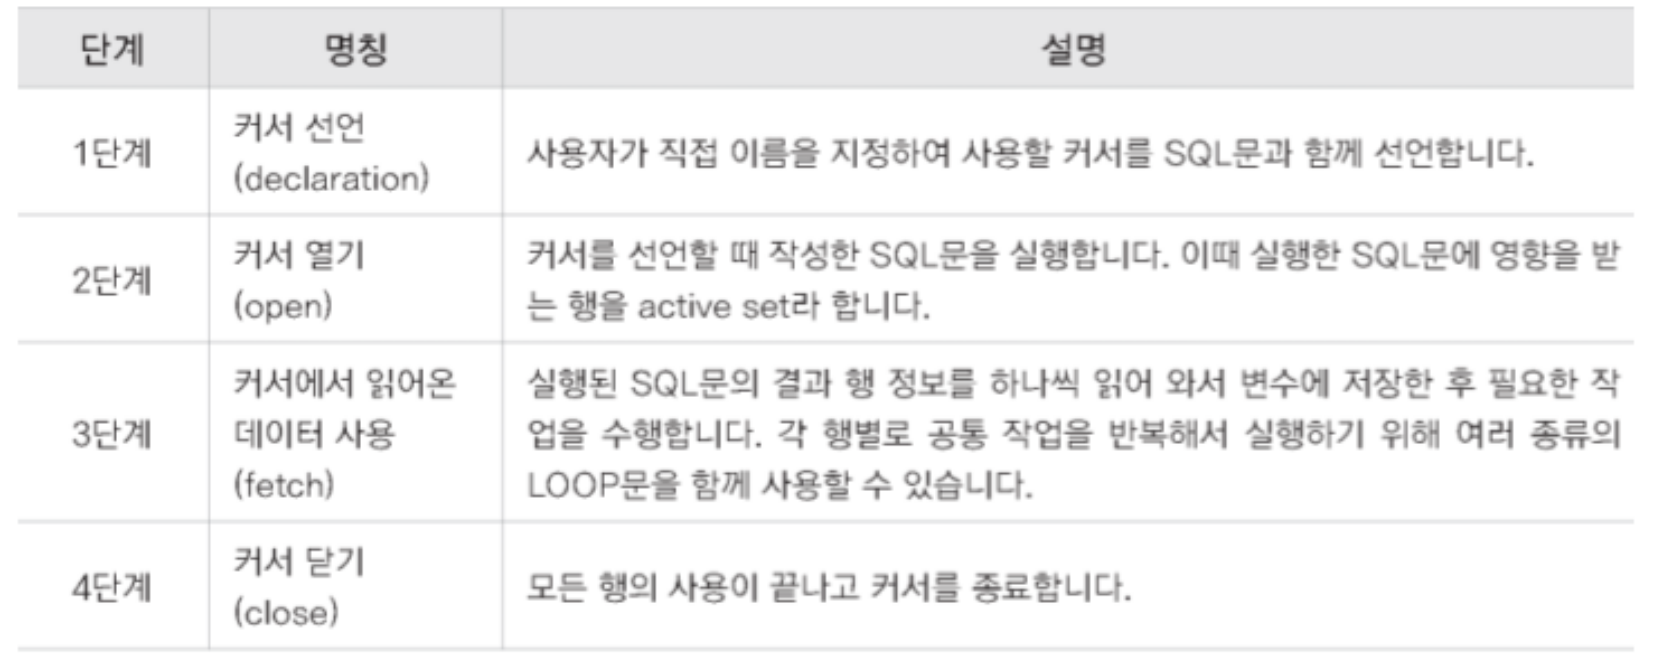 단계 명칭 설명
1단계
커서 선언
(declaration)
사용자가 직접 이름을 지정하여 사용할 커서를 SQL문과 함께 선언합니다.
2단계
커서 열기
(open)
커서를 선언할 때 작성한 SQL문을 실행합니다. 이때 실행한 SQL문에 영향을 받
는 행을 active set라 합니다.
3단계
커서에서 읽어온
데이터 사용
(fetch)
실행된 SQL문의 결과 행 정보를 하나씩 읽어 와서 변수에 저장한 후 필요한 작
업을 수행합니다. 각 행별로 공통 작업을 반복해서 실행하기 위해 여러 종류의
LOOP문을 함께 사용할 수 있습니다.
4단계
커서 닫기
(close)
모든 행의 사용이 끝나고 커서를 종료합니다.